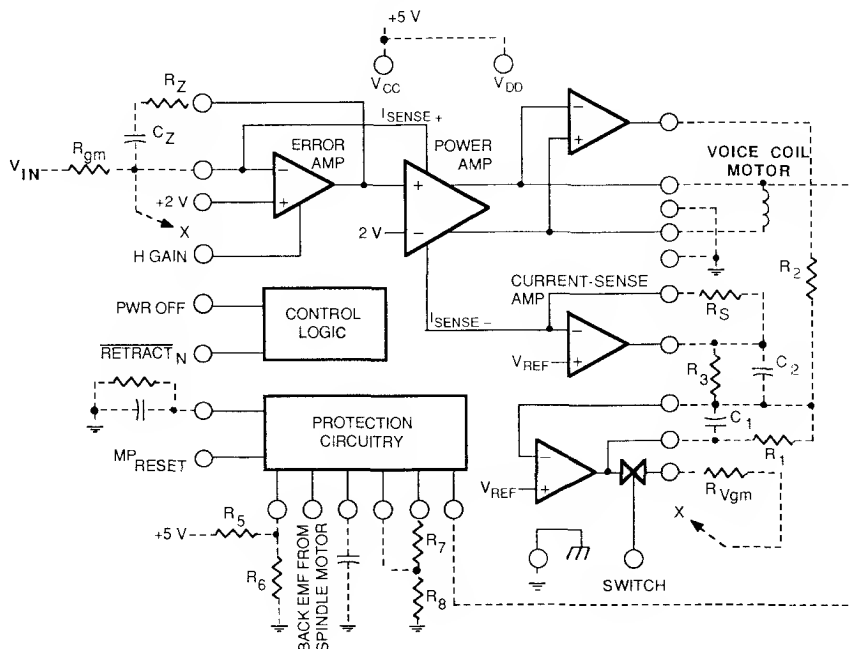 +5 V
V_CC
V_DD
R_Z
C_Z
I_SENSE +
ERROR
AMP
POWER
AMP
V_IN
R_gm
+2 V
X
H GAIN
2 V
VOICE COIL
MOTOR
R_2
CURRENT-SENSE
AMP
R_S
PWR OFF
CONTROL
LOGIC
RETRACT_N
I_SENSE −
V_REF
R_3
C_2
C_1
R_1
PROTECTION
CIRCUITRY
MP_RESET
V_REF
R_Vgm
X
+5 V
R_5
R_6
BACK EMF FROM
SPINDLE MOTOR
R_7
R_8
SWITCH